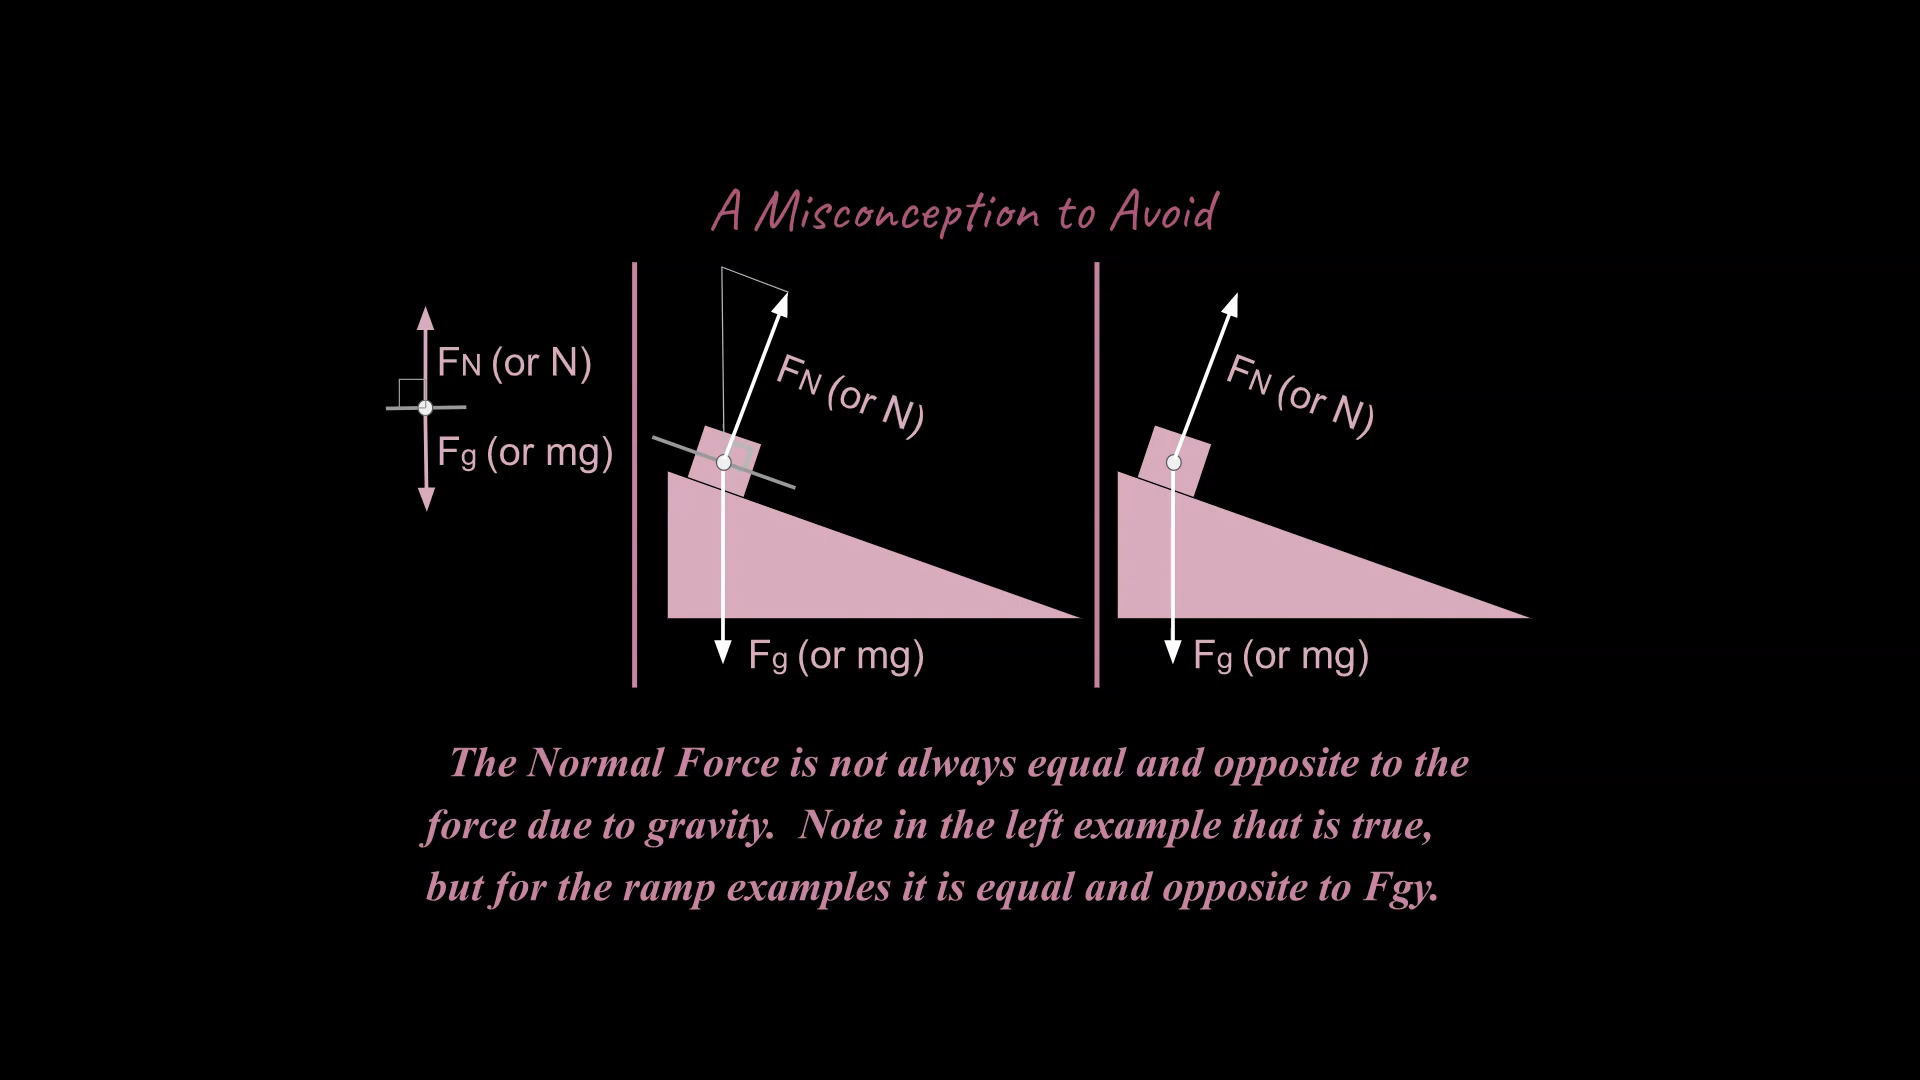 A Misconception to Avoid
FN (or N)
Fg (or mg)
FN (or N)
Fg (or mg)
FN (or N)
Fg (or mg)
The Normal Force is not always equal and opposite to the
force due to gravity.  Note in the left example that is true,
but for the ramp examples it is equal and opposite to Fgy.